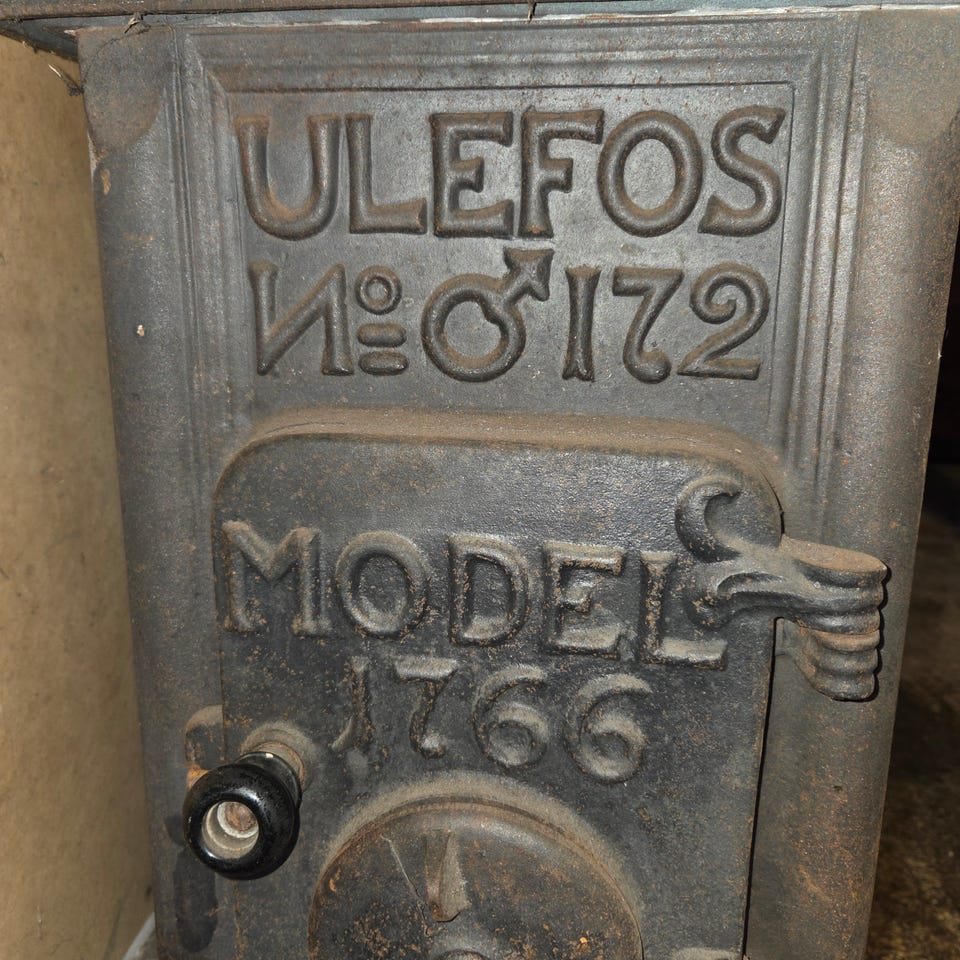 ULEFOS
Nº ♂ 172
MODEL
1766